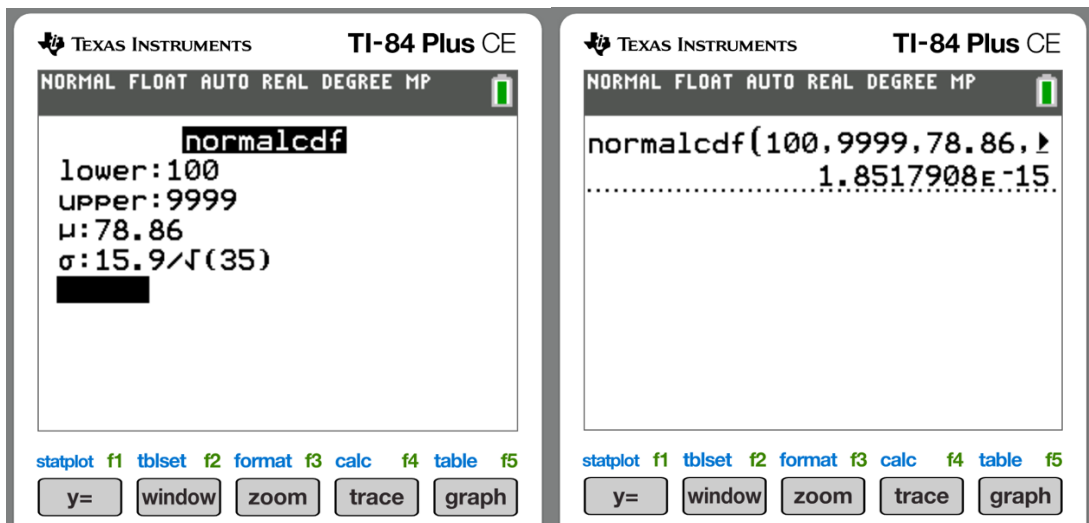 TEXAS INSTRUMENTS TI-84 Plus CE
NORMAL FLOAT AUTO REAL DEGREE MP
normalcdf
lower:100
upper:9999
μ:78.86
σ:15.9/√(35)
statplot f1 tblset f2 format f3 calc f4 table f5
y= window zoom trace graph
TEXAS INSTRUMENTS TI-84 Plus CE
NORMAL FLOAT AUTO REAL DEGREE MP
normalcdf(100,9999,78.86,▸
1.8517908ᴇ⁻15
statplot f1 tblset f2 format f3 calc f4 table f5
y= window zoom trace graph